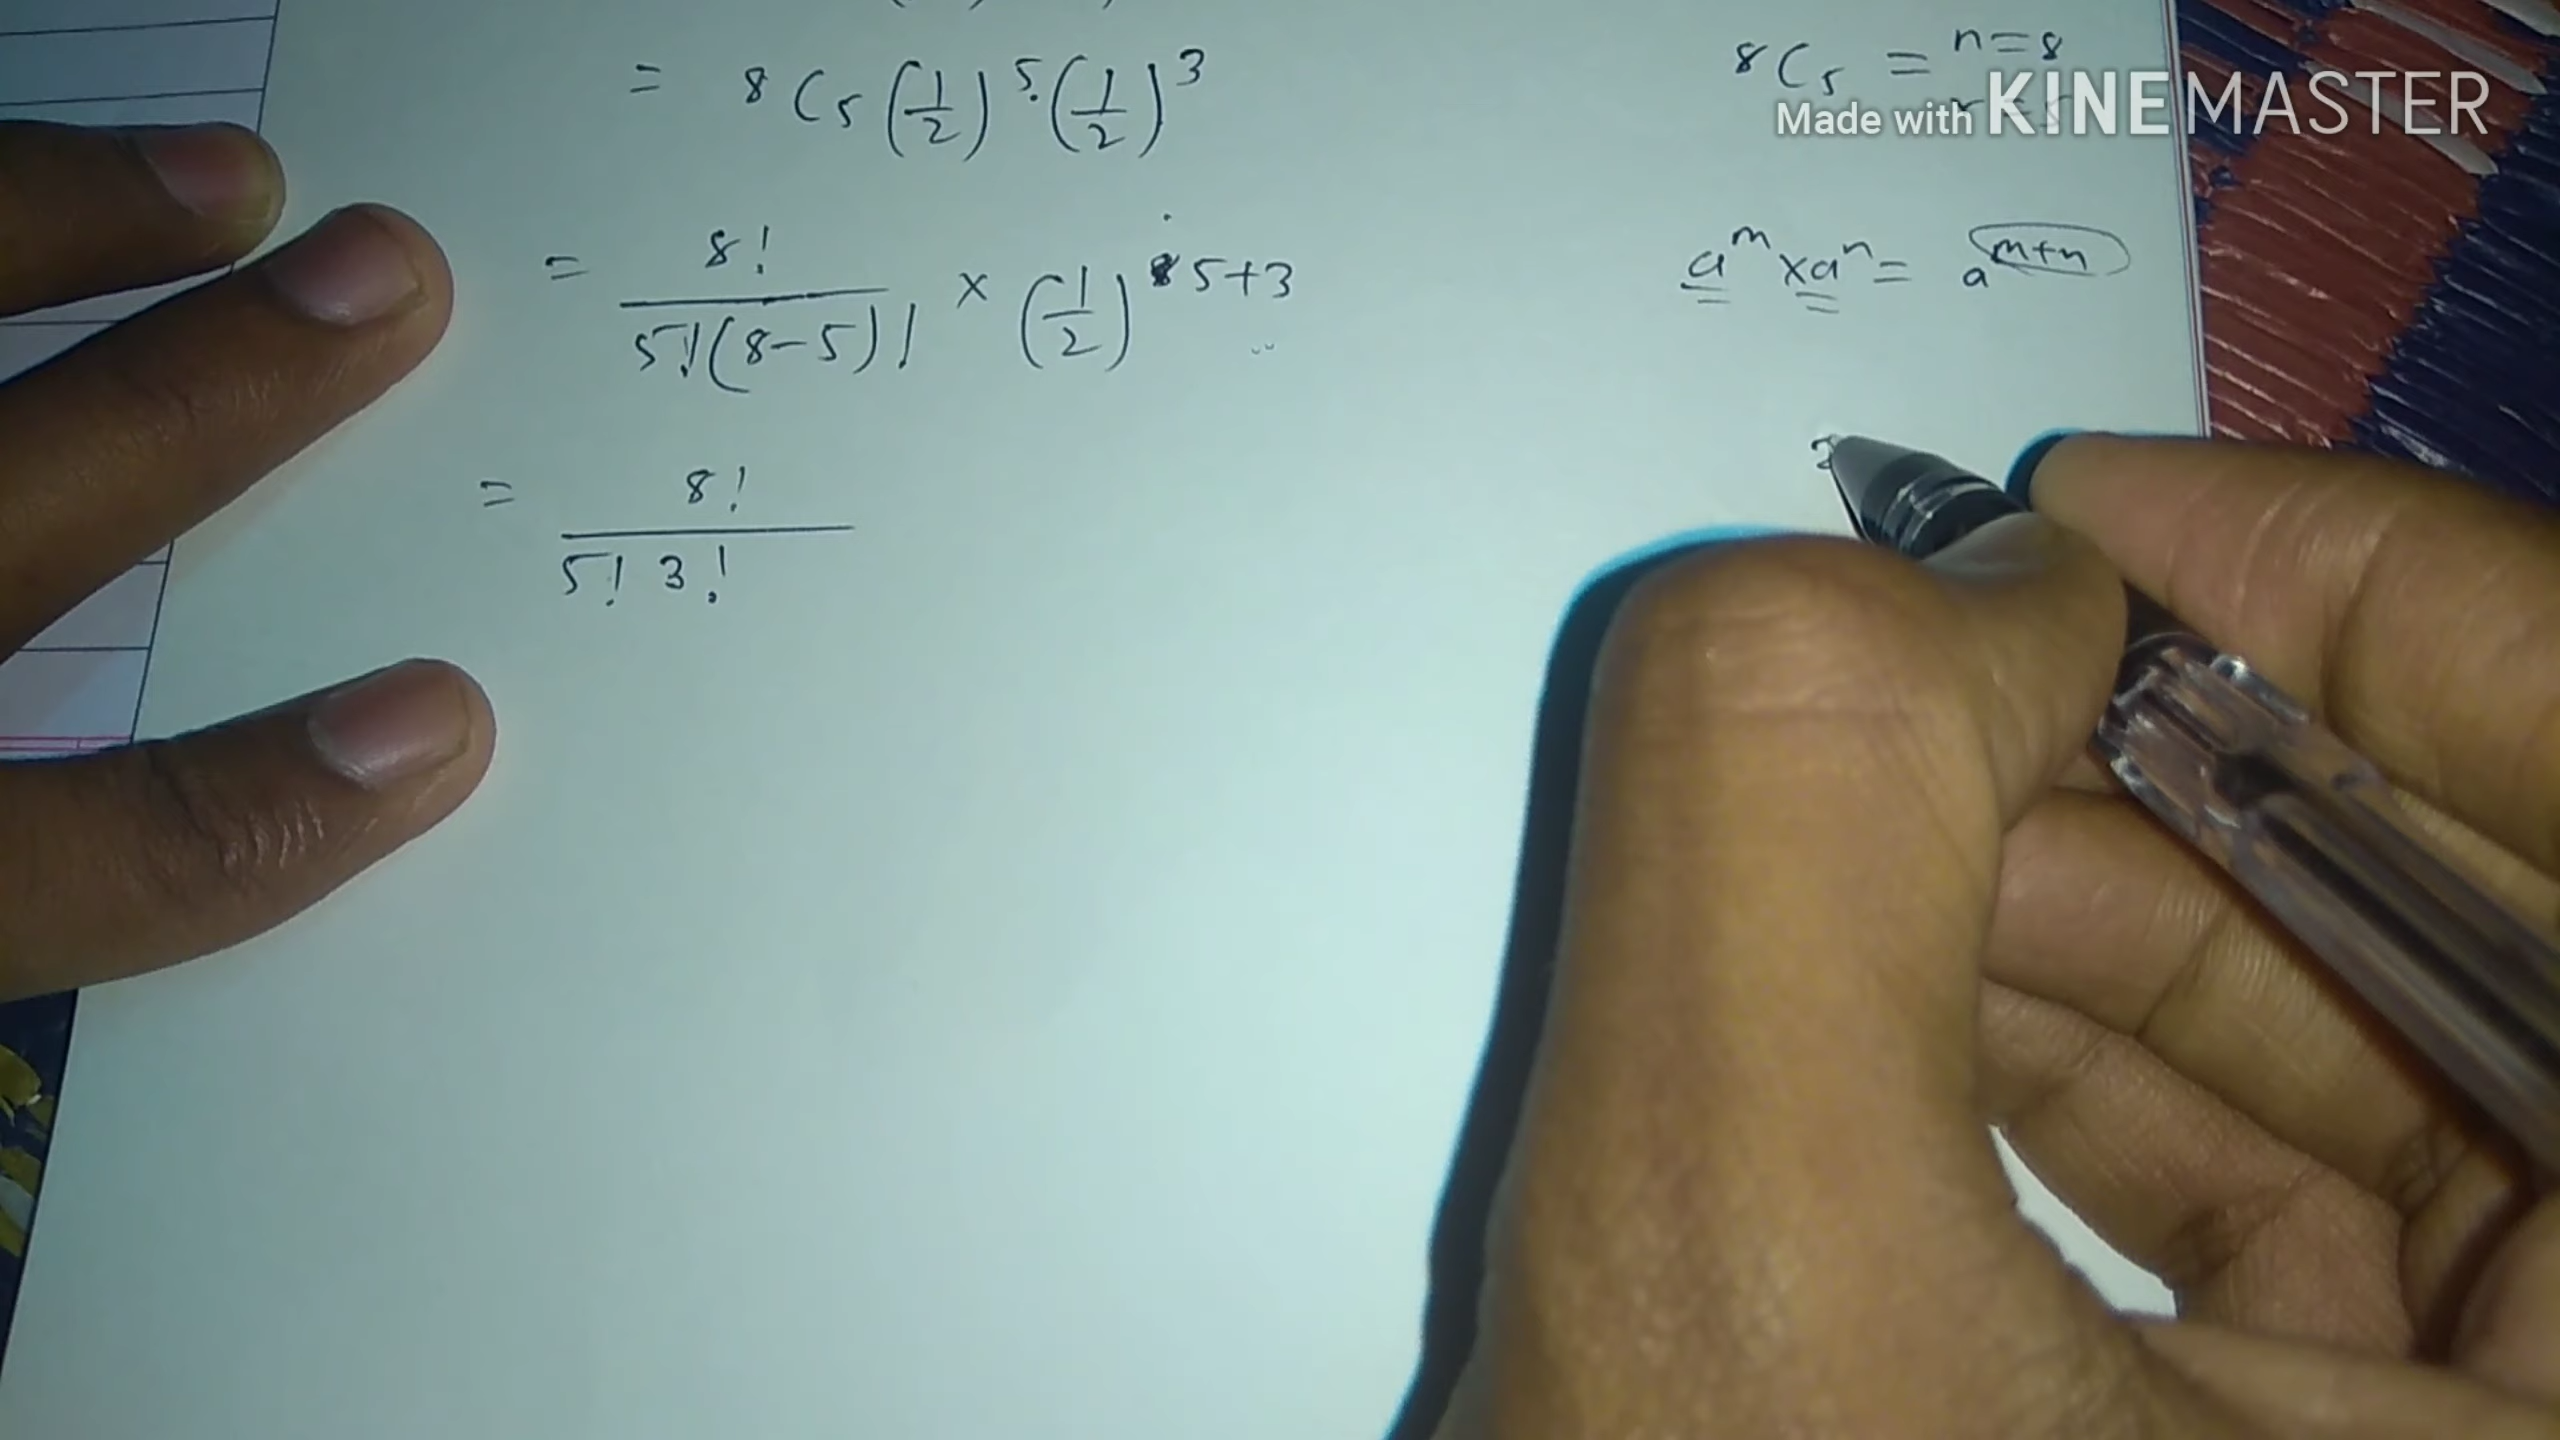 = 8C5 (1/2)^5 . (1/2)^3
8C5 = n=8
Made with KINEMASTER
= 8! / 5!(8-5)! × (1/2)^5+3
a^m × a^n = a^m+n
= 8! / 5! 3!